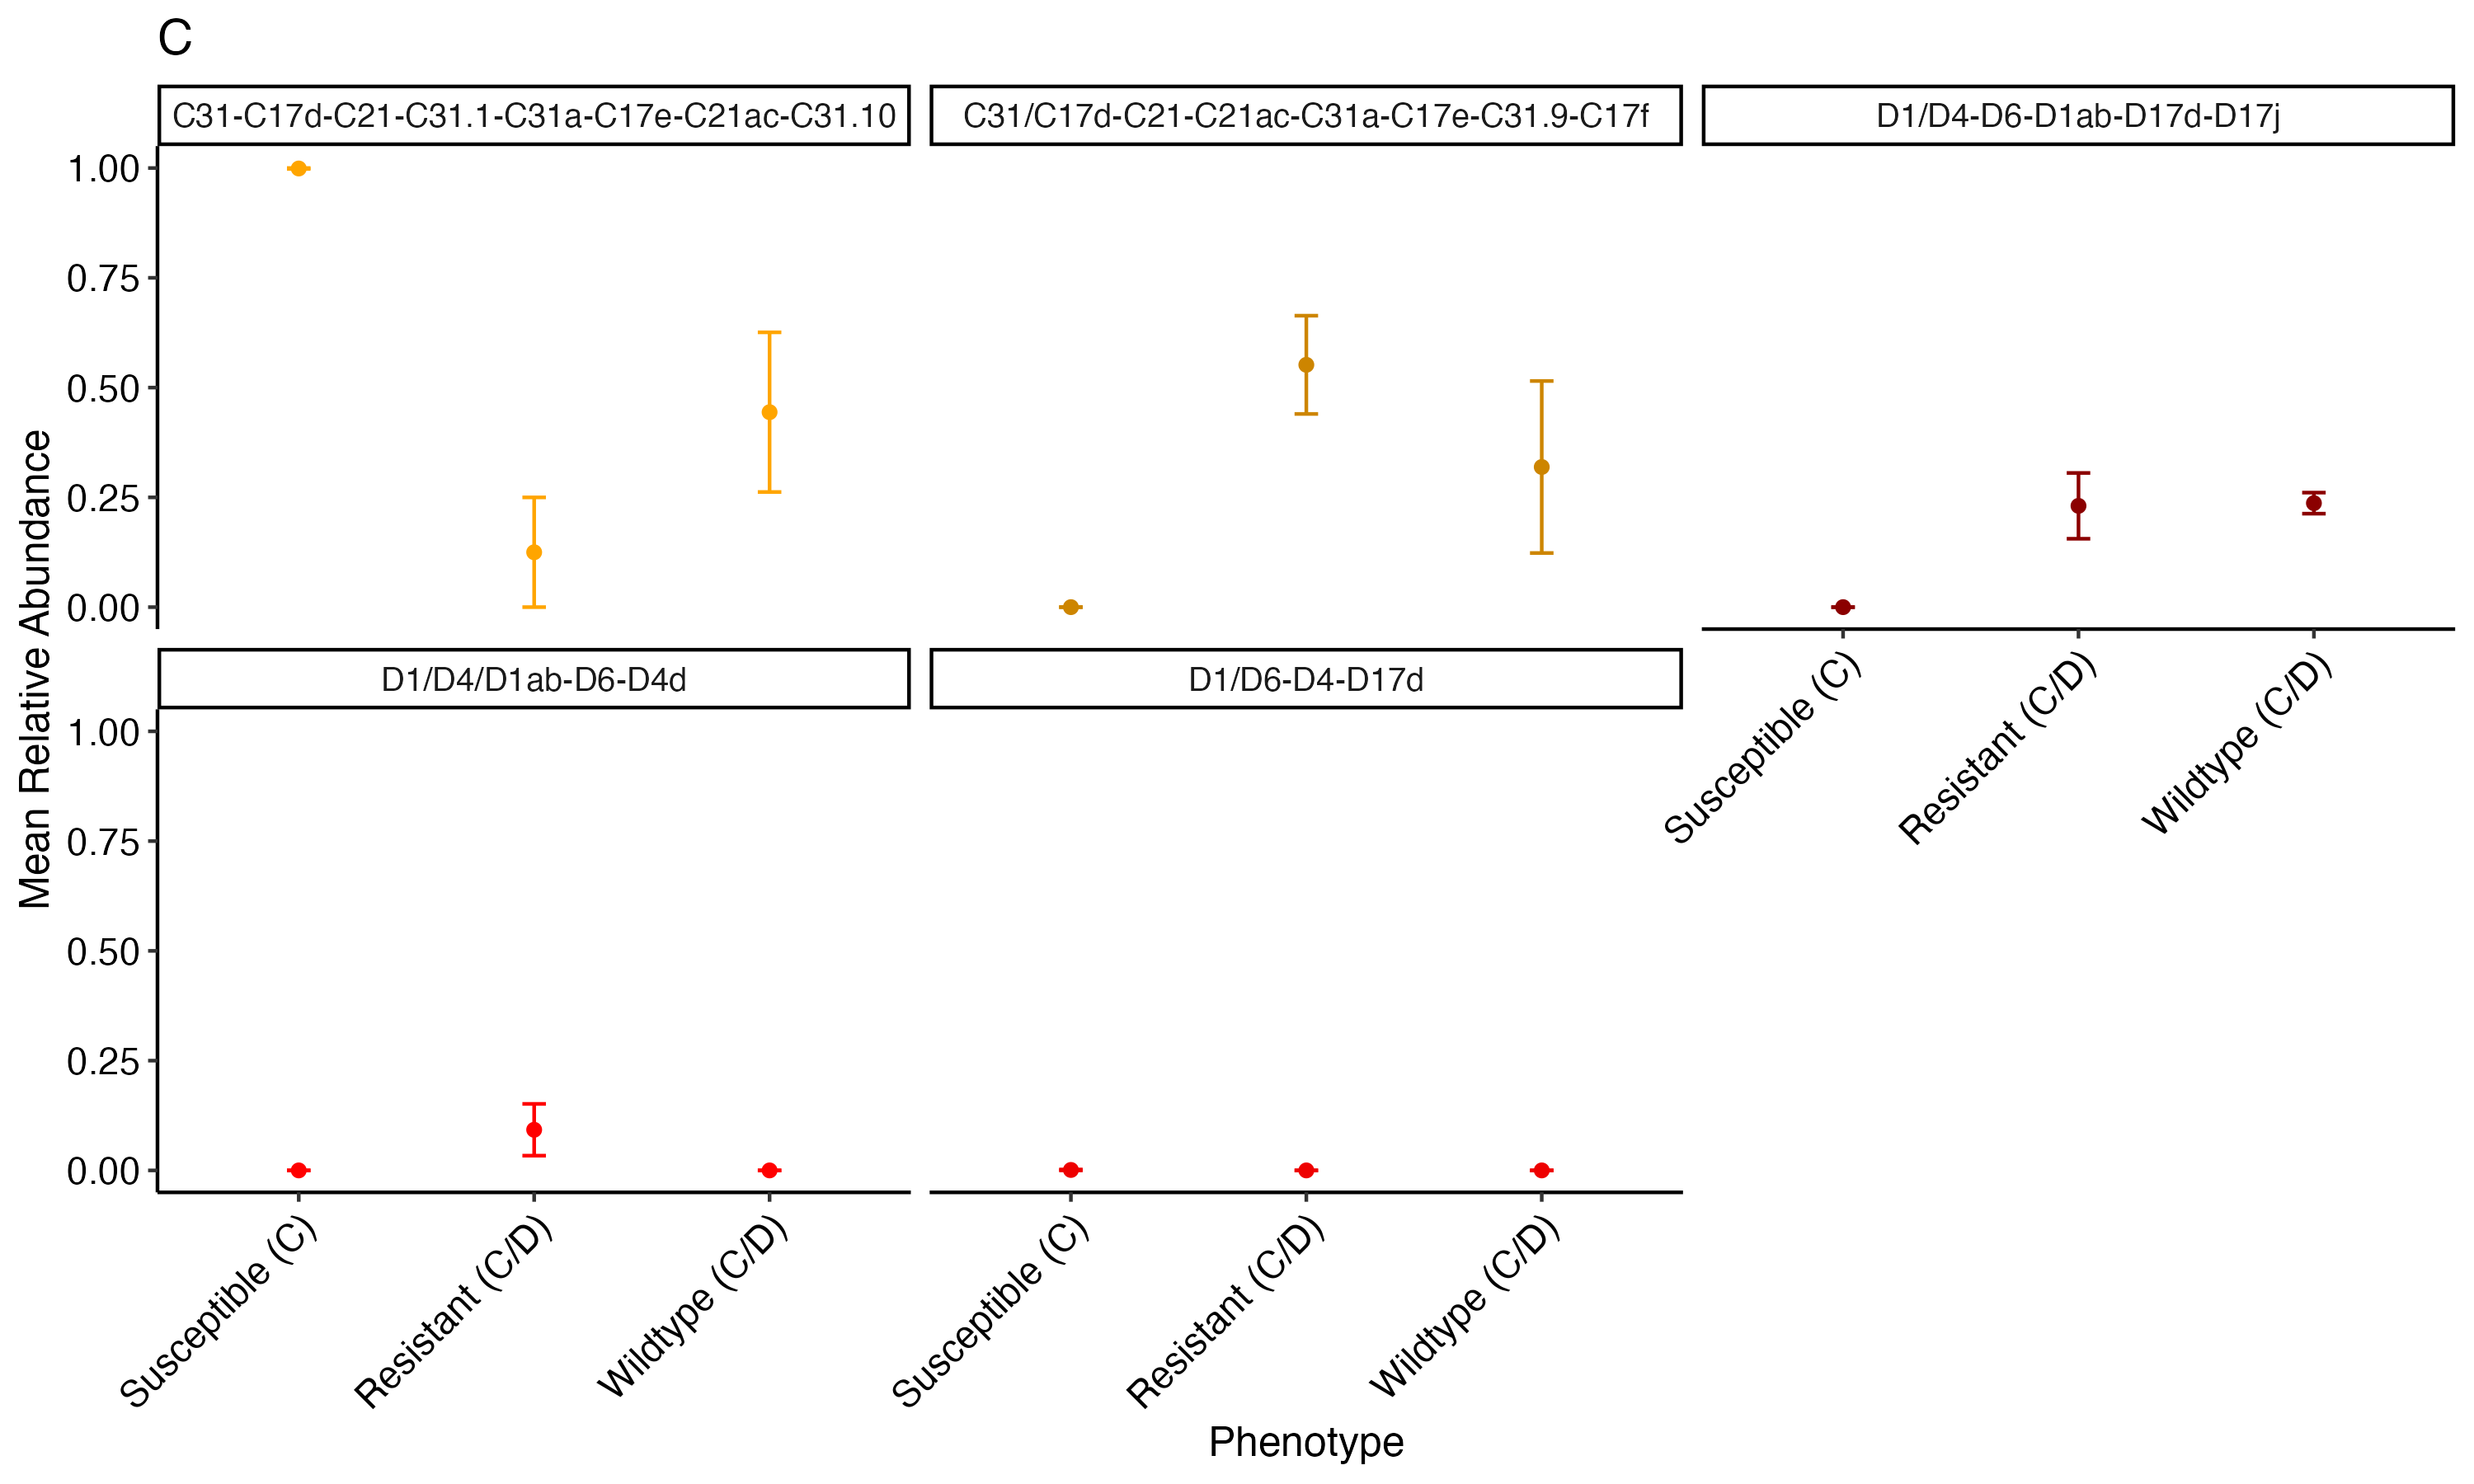 C
C31-C17d-C21-C31.1-C31a-C17e-C21ac-C31.10
C31/C17d-C21-C21ac-C31a-C17e-C31.9-C17f
D1/D4-D6-D1ab-D17d-D17j
1.00
0.75
0.50
0.25
0.00
Mean Relative Abundance
Susceptible (C)
Resistant (C/D)
Wildtype (C/D)
D1/D4/D1ab-D6-D4d
D1/D6-D4-D17d
1.00
0.75
0.50
0.25
0.00
Susceptible (C)
Resistant (C/D)
Wildtype (C/D)
Susceptible (C)
Resistant (C/D)
Wildtype (C/D)
Phenotype